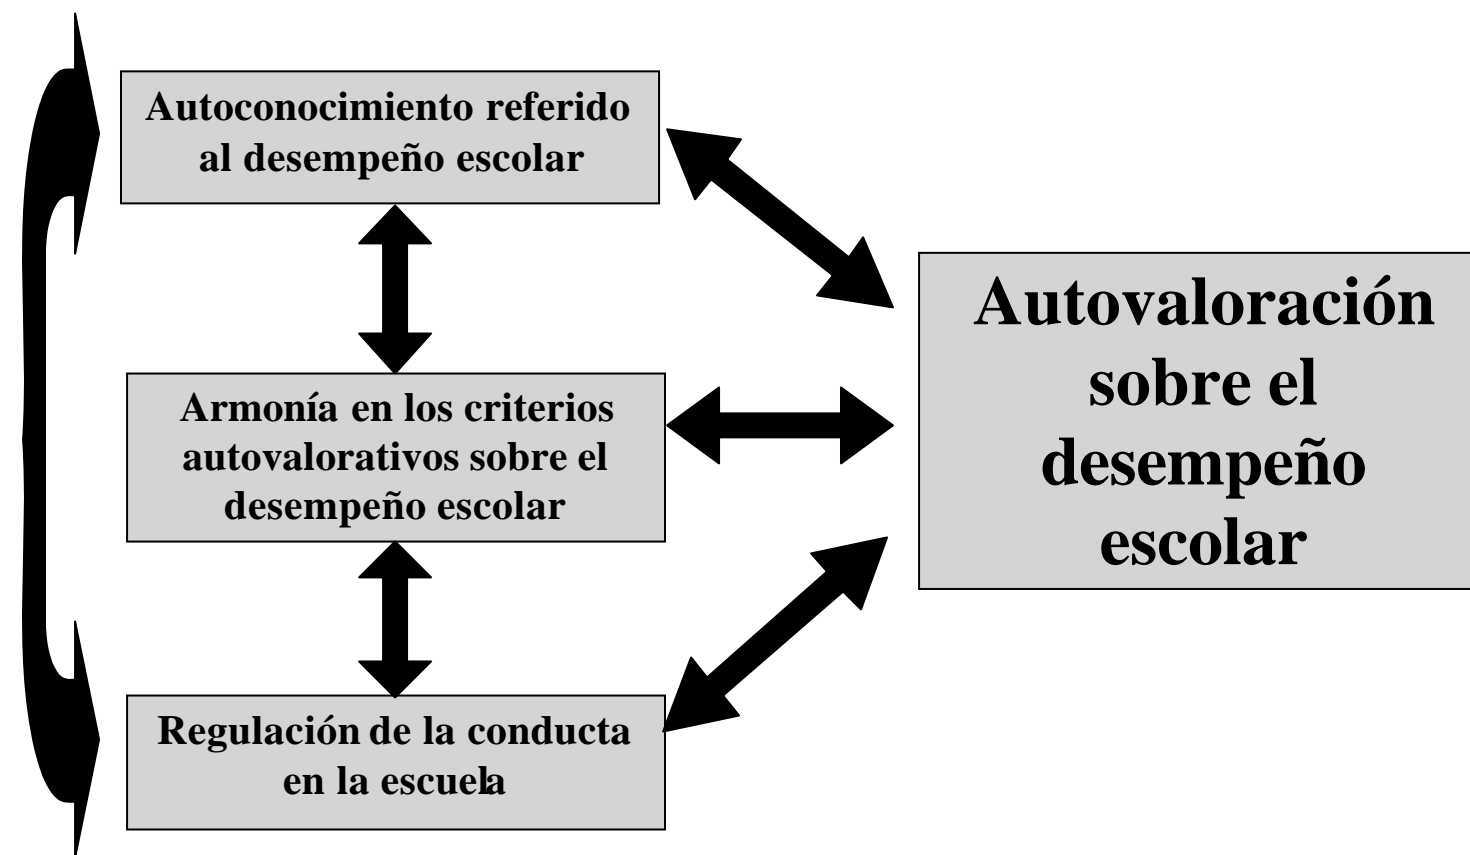 Autoconocimiento referido
al desempeño escolar
Armonía en los criterios
autovalorativos sobre el
desempeño escolar
Regulación de la conducta
en la escuela
Autovaloración
sobre el
desempeño
escolar